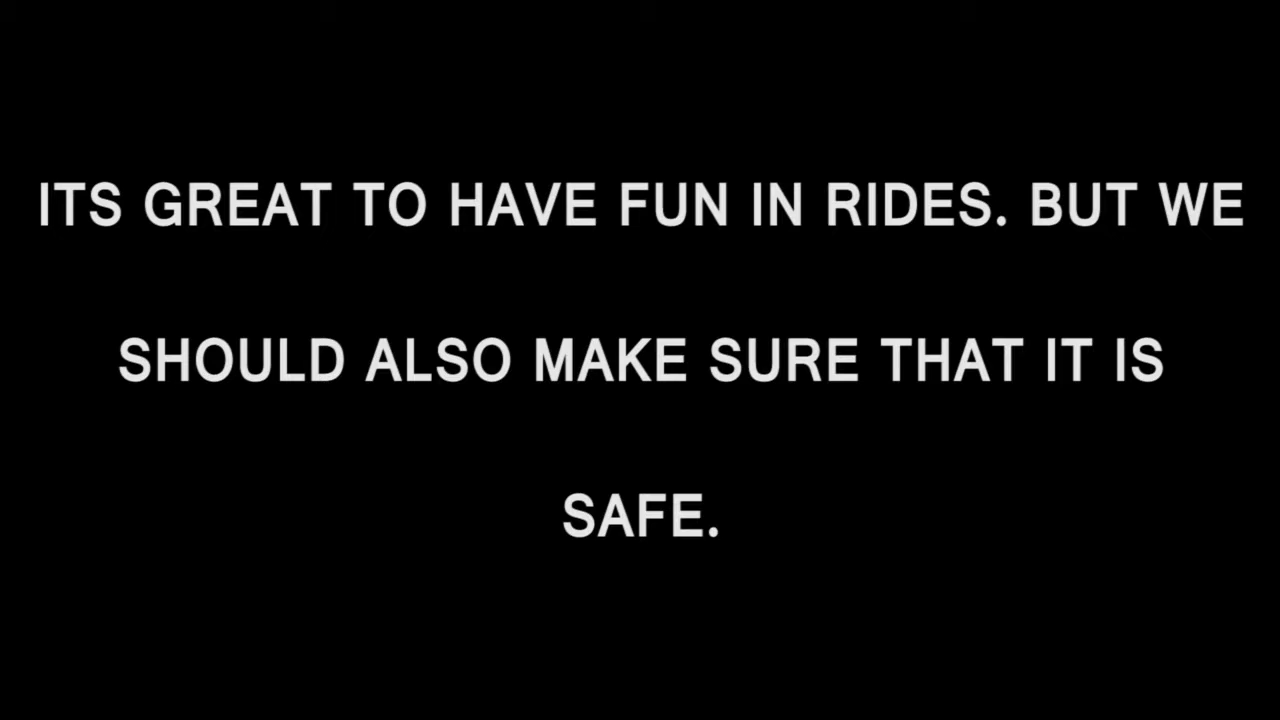 ITS GREAT TO HAVE FUN IN RIDES. BUT WE
SHOULD ALSO MAKE SURE THAT IT IS
SAFE.